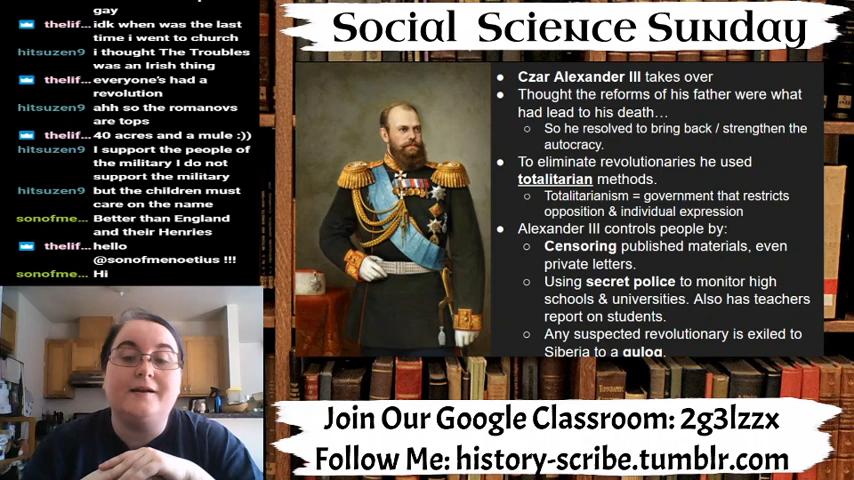 gay
thelif... idk when was the last
time i went to church
hitsuzen9 i thought The Troubles
was an Irish thing
thelif... everyone's had a
revolution
hitsuzen9 ahh so the romanovs
are tops
thelif... 40 acres and a mule :))
hitsuzen9 I support the people of
the military I do not
support the military
hitsuzen9 but the children must
care on the name
sonofme... Better than England
and their Henries
thelif... hello
@sonofmenoetius !!!
sonofme... Hi
Social Science Sunday
Czar Alexander III takes over
Thought the reforms of his father were what
had lead to his death…
So he resolved to bring back / strengthen the
autocracy.
To eliminate revolutionaries he used
totalitarian methods.
Totalitarianism = government that restricts
opposition & individual expression
Alexander III controls people by:
Censoring published materials, even
private letters.
Using secret police to monitor high
schools & universities. Also has teachers
report on students.
Any suspected revolutionary is exiled to
Siberia to a gulog.
Join Our Google Classroom: 2g3lzzx
Follow Me: history-scribe.tumblr.com